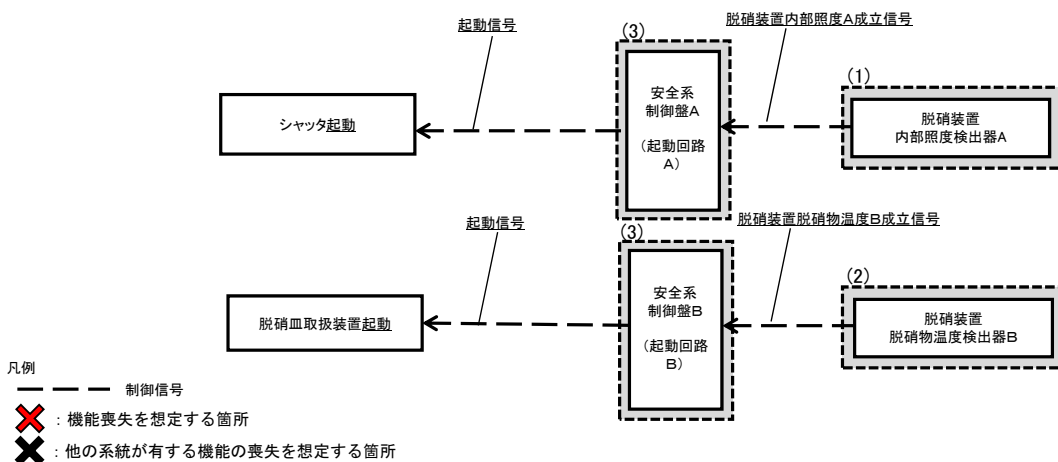 起動信号
(3)
脱硝装置内部照度A成立信号
(1)
シャッタ起動
安全系
制御盤A
(起動回路
A)
脱硝装置
内部照度検出器A
起動信号
(3)
脱硝装置脱硝物温度B成立信号
(2)
脱硝皿取扱装置起動
安全系
制御盤B
(起動回路
B)
脱硝装置
脱硝物温度検出器B
凡例
制御信号
：機能喪失を想定する箇所
：他の系統が有する機能の喪失を想定する箇所